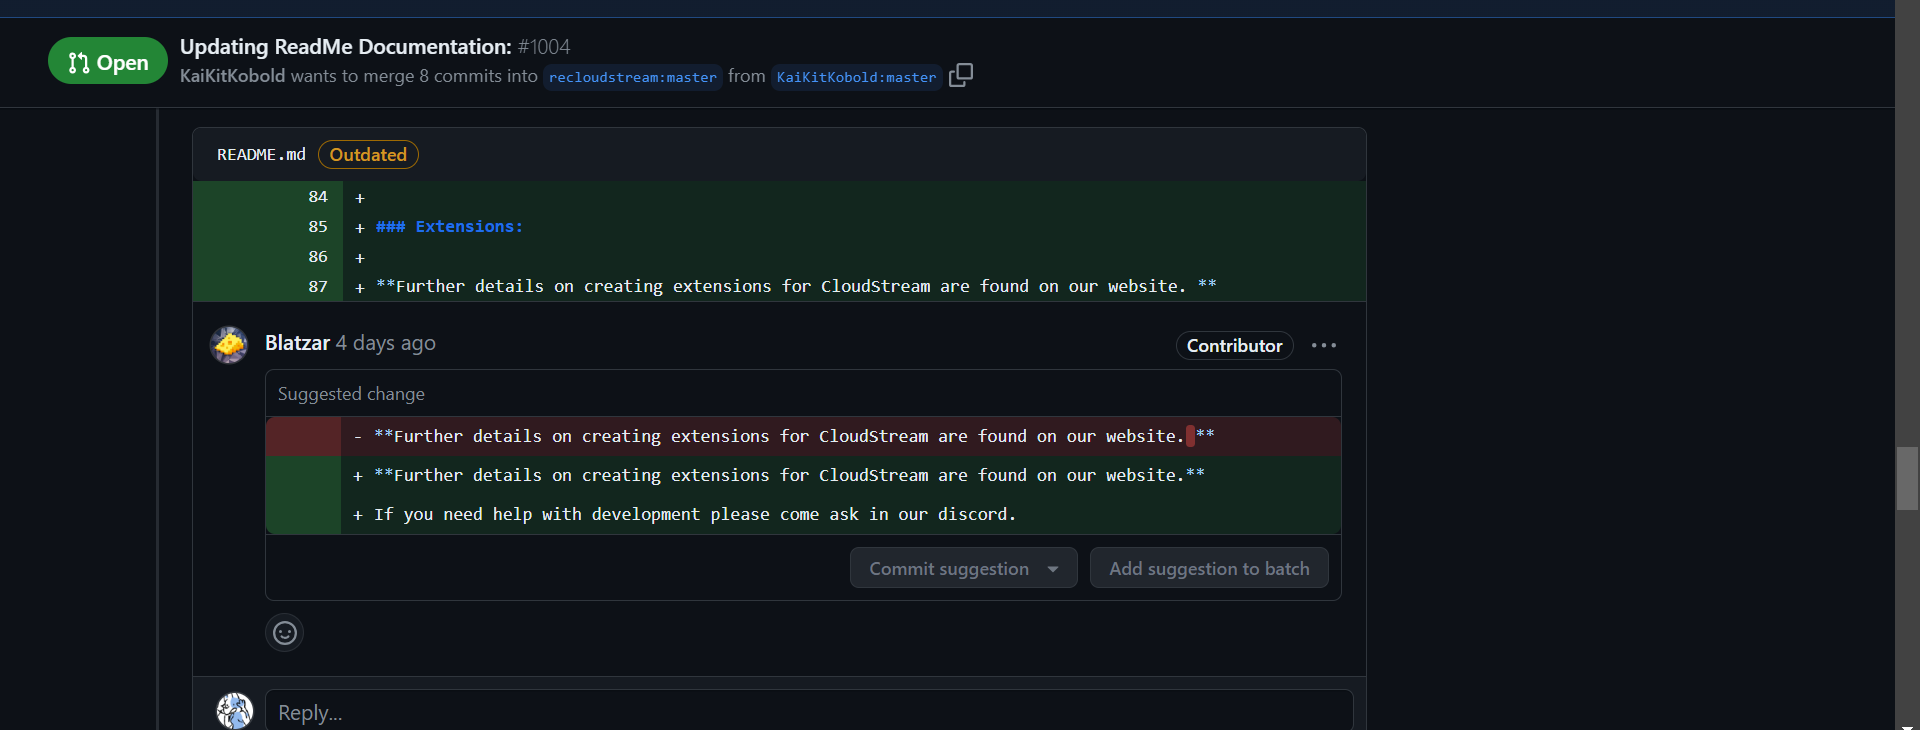 Open
Updating ReadMe Documentation: #1004
KaiKitKobold wants to merge 8 commits into recloudstream:master from KaiKitKobold:master
README.md Outdated
84 +
85 + ### Extensions:
86 +
87 + **Further details on creating extensions for CloudStream are found on our website. **
Blatzar 4 days ago Contributor
Suggested change
- **Further details on creating extensions for CloudStream are found on our website. **
+ **Further details on creating extensions for CloudStream are found on our website.**
+ If you need help with development please come ask in our discord.
Commit suggestion Add suggestion to batch
Reply...